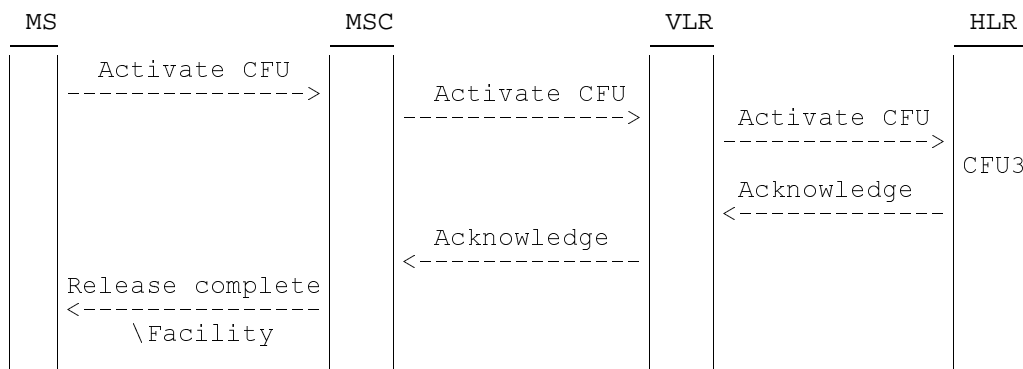 MS MSC VLR HLR
Activate CFU
Activate CFU
Activate CFU
CFU3
Acknowledge
Acknowledge
Release complete
\Facility